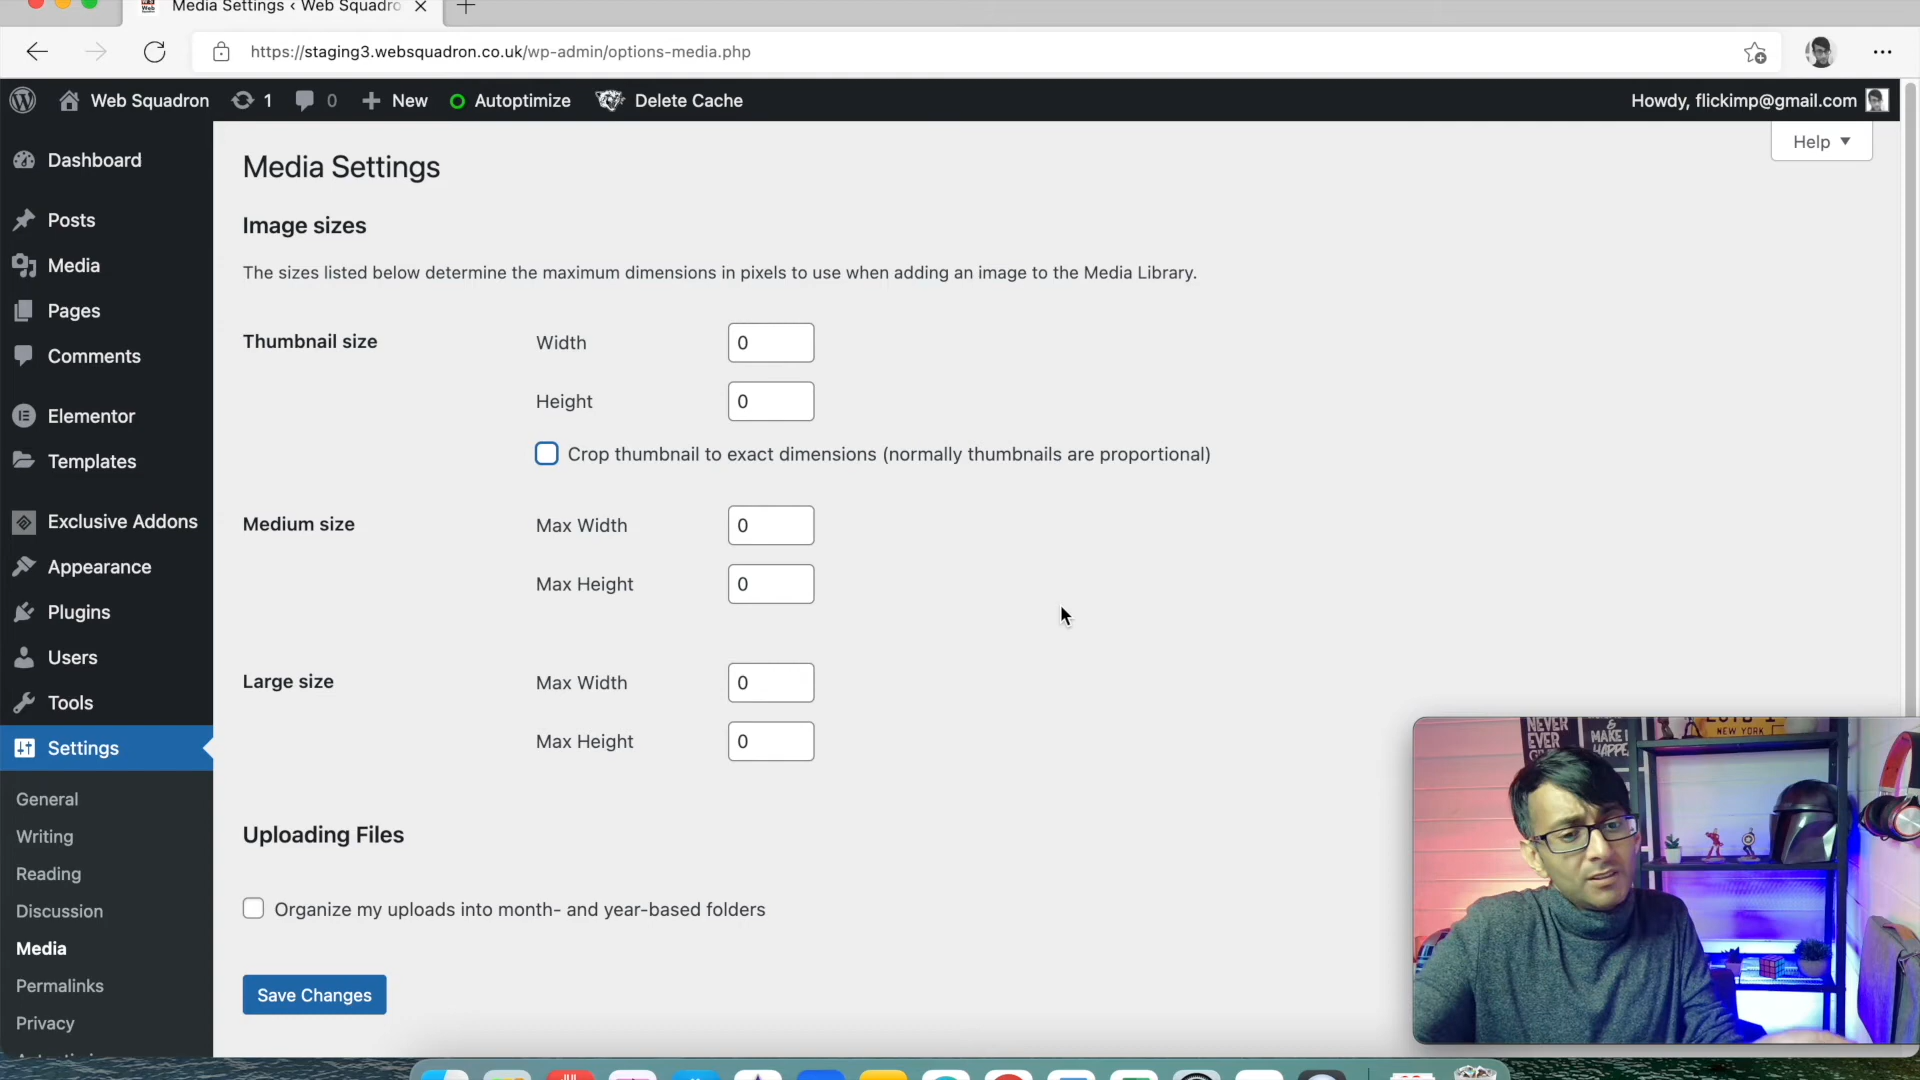 Media Settings ‹ Web Squadro
https://staging3.websquadron.co.uk/wp-admin/options-media.php
Web Squadron 1 0 New Autoptimize Delete Cache Howdy, flickimp@gmail.com
Help
Dashboard
Posts
Media
Pages
Comments
Elementor
Templates
Exclusive Addons
Appearance
Plugins
Users
Tools
Settings
General
Writing
Reading
Discussion
Media
Permalinks
Privacy
Media Settings
Image sizes
The sizes listed below determine the maximum dimensions in pixels to use when adding an image to the Media Library.
Thumbnail size Width 0
Height 0
Crop thumbnail to exact dimensions (normally thumbnails are proportional)
Medium size Max Width 0
Max Height 0
Large size Max Width 0
Max Height 0
Uploading Files
Organize my uploads into month- and year-based folders
Save Changes
NEVER
EVER
&
MAKE I
HAPPE
NEW YORK